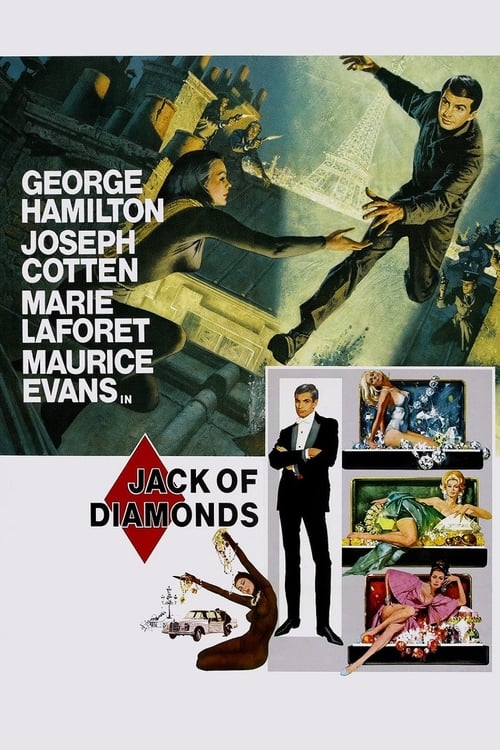 GEORGE
HAMILTON
JOSEPH
COTTEN
MARIE
LAFORET
MAURICE
EVANS IN
JACK OF
DIAMONDS